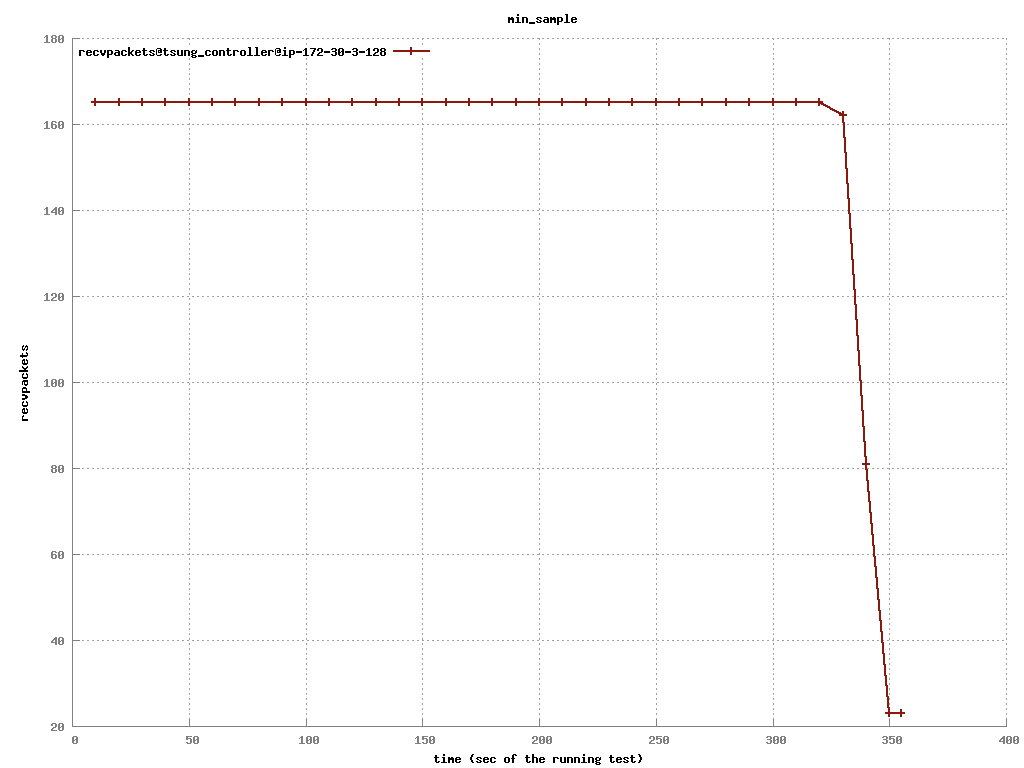 min_sample
recvpackets@tsung_controller@ip-172-30-3-128
180
160
140
120
100
80
60
40
20
recvpackets
0 50 100 150 200 250 300 350 400
time (sec of the running test)